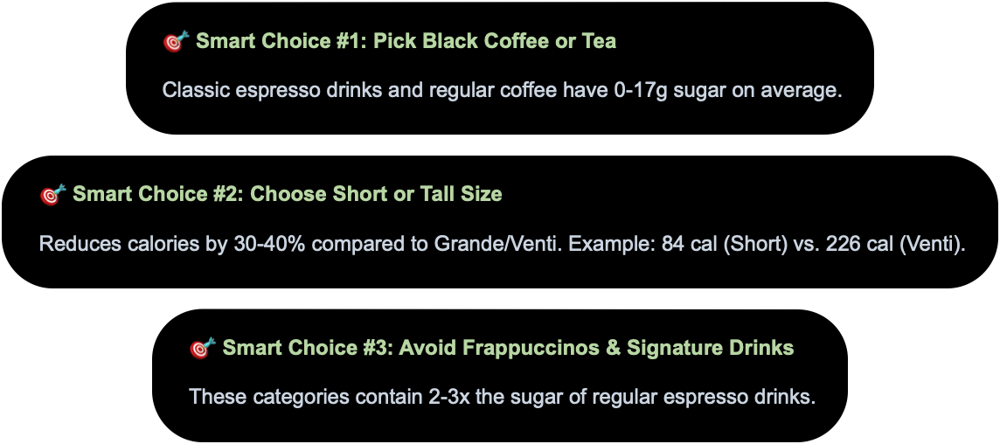 🎯 Smart Choice #1: Pick Black Coffee or Tea
Classic espresso drinks and regular coffee have 0-17g sugar on average.
🎯 Smart Choice #2: Choose Short or Tall Size
Reduces calories by 30-40% compared to Grande/Venti. Example: 84 cal (Short) vs. 226 cal (Venti).
🎯 Smart Choice #3: Avoid Frappuccinos & Signature Drinks
These categories contain 2-3x the sugar of regular espresso drinks.